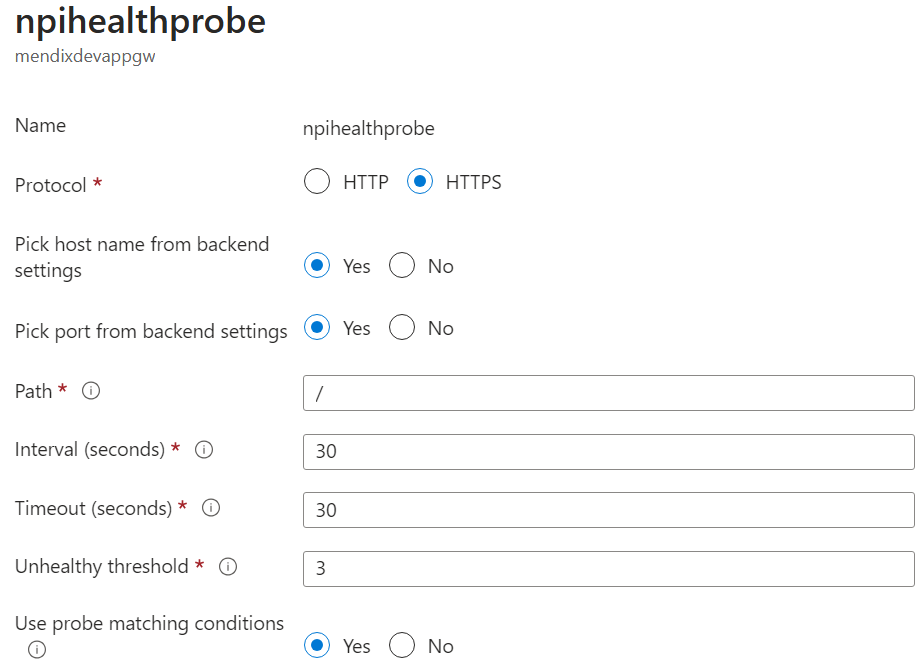 npihealthprobe
mendixdevappgw
Name npihealthprobe
Protocol * HTTP HTTPS
Pick host name from backend
settings Yes No
Pick port from backend settings Yes No
Path * /
Interval (seconds) * 30
Timeout (seconds) * 30
Unhealthy threshold * 3
Use probe matching conditions
Yes No